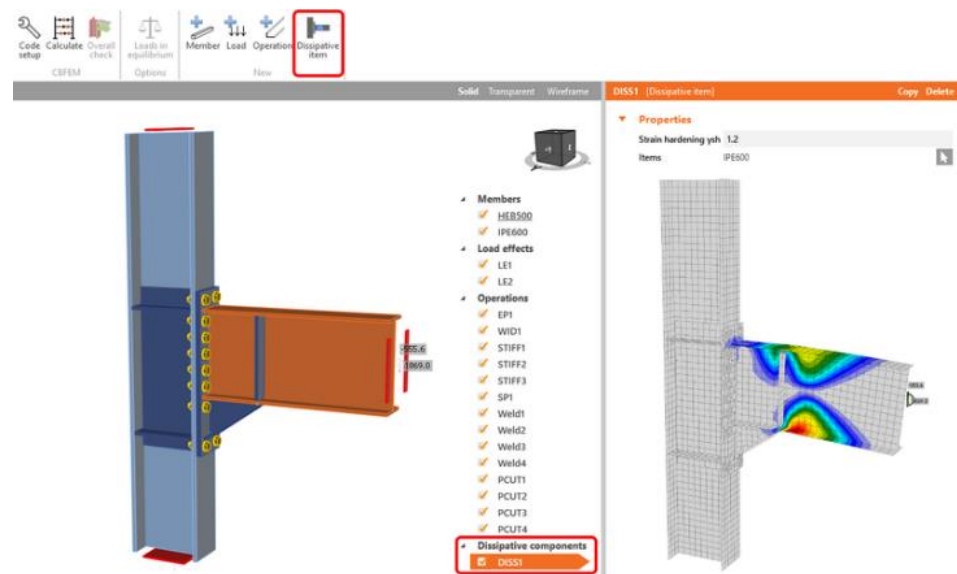 Code setup
Calculate
Overall check
Loads in equilibrium
Member
Load
Operation
Dissipative item
CBFEM
Options
New
Solid Transparent Wireframe
DISS1 [Dissipative item] Copy Delete
Properties
Strain hardening γsh 1.2
Items IPE600
Members
HEB500
IPE600
Load effects
LE1
LE2
Operations
EP1
WID1
STIFF1
STIFF2
STIFF3
SP1
Weld1
Weld2
Weld3
Weld4
PCUT1
PCUT2
PCUT3
PCUT4
Dissipative components
DISS1
-555.6